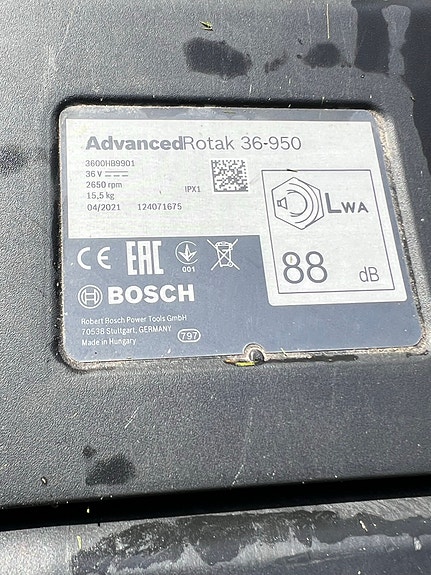 AdvancedRotak 36-950
3600HB9901
36 V
2650 rpm
15,5 kg
IPX1
04/2021 124071675
LWA
88 dB
CE EAC 001
BOSCH
Robert Bosch Power Tools GmbH
70538 Stuttgart, GERMANY
Made in Hungary
797